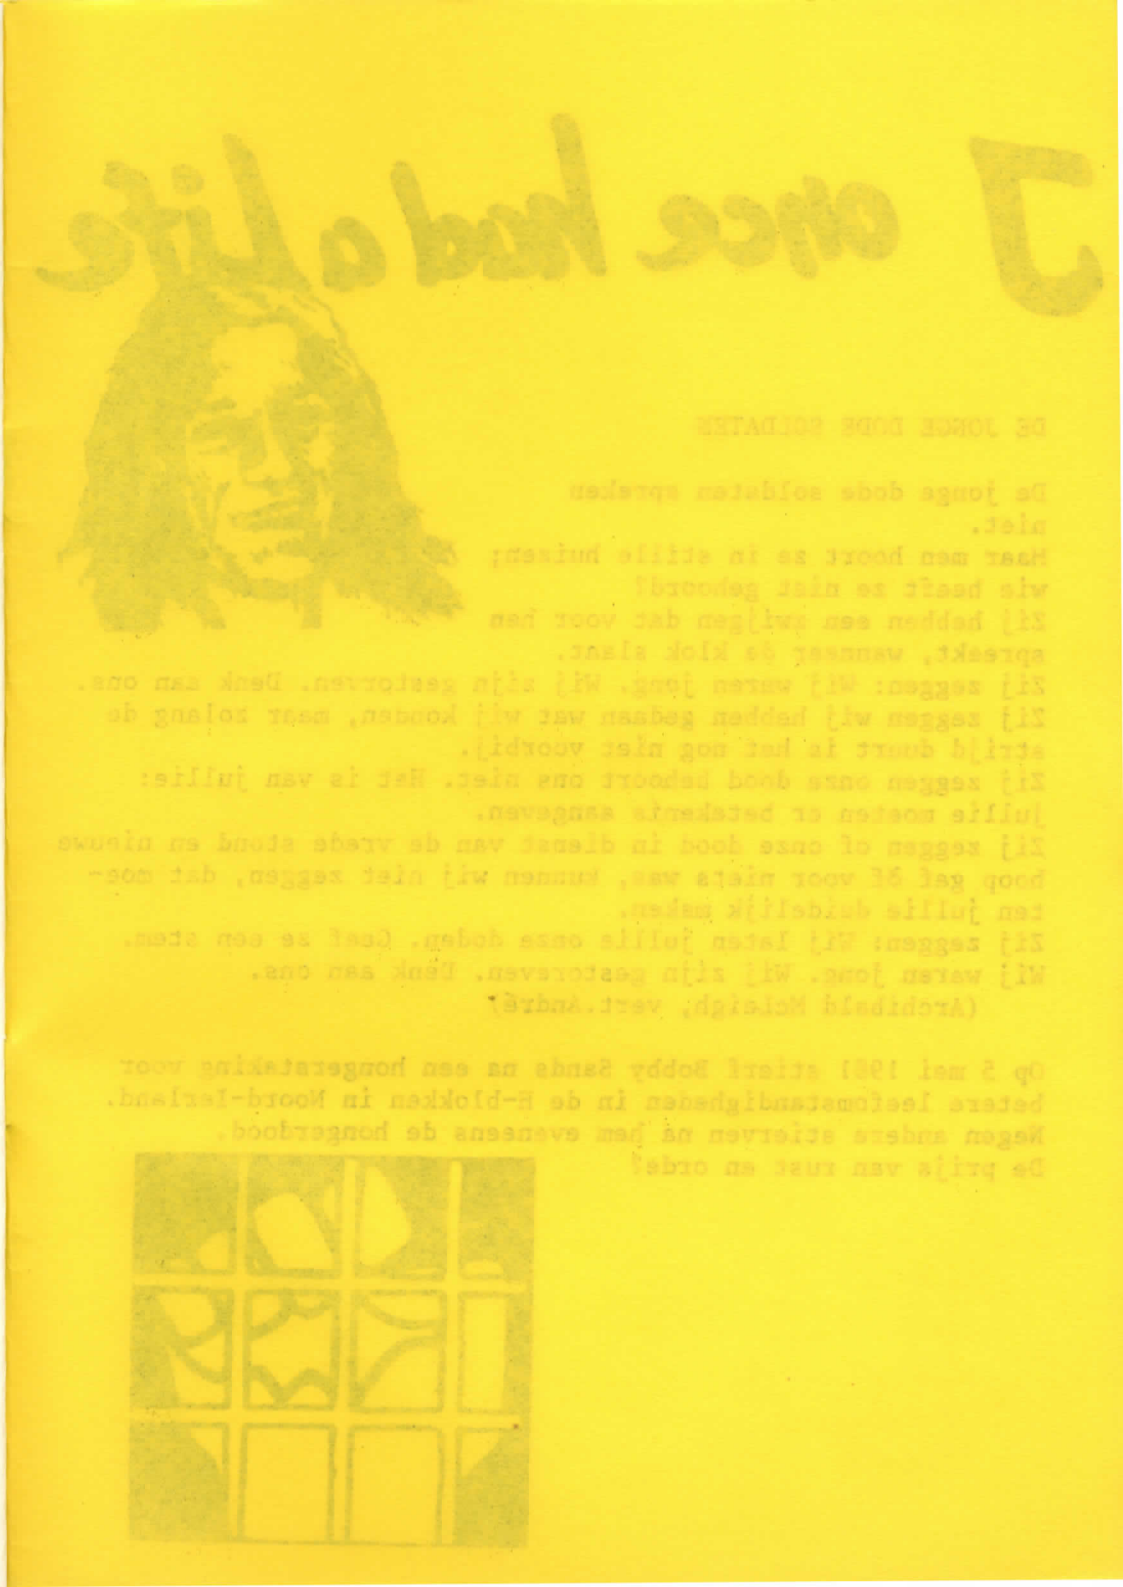 I once had a life
DE JONGE DODE SOLDATEN
De jonge dode soldaten spreken
niet.
Maar men hoort ze in stille huizen;
wie heeft ze niet gehoord?
Zij hebben een zwijgen dat voor hen
spreekt, wanneer de klok slaat.
Zij zeggen: Wij waren jong. Wij zijn gestorven. Denk aan ons.
Zij zeggen wij hebben gedaan wat wij konden, maar zolang de
strijd duurt is het nog niet voorbij.
Zij zeggen onze dood behoort ons niet. Het is van jullie:
jullie moeten er betekenis aangeven.
Zij zeggen of onze dood in dienst van de vrede stond en nieuwe
hoop gaf òf voor niets was, kunnen wij niet zeggen, dat moe-
ten jullie duidelijk maken.
Zij zeggen: Wij laten jullie onze doden. Geef ze een stem.
Wij waren jong. Wij zijn gestorven. Denk aan ons.
(Archibald McLeigh, vert.André)
Op 5 mei 1981 stierf Bobby Sands na een hongerstaking voor
betere leefomstandigheden in de H-blokken in Noord-Ierland.
Negen andere stierven na hem eveneens de hongerdood.
De prijs van rust en orde?